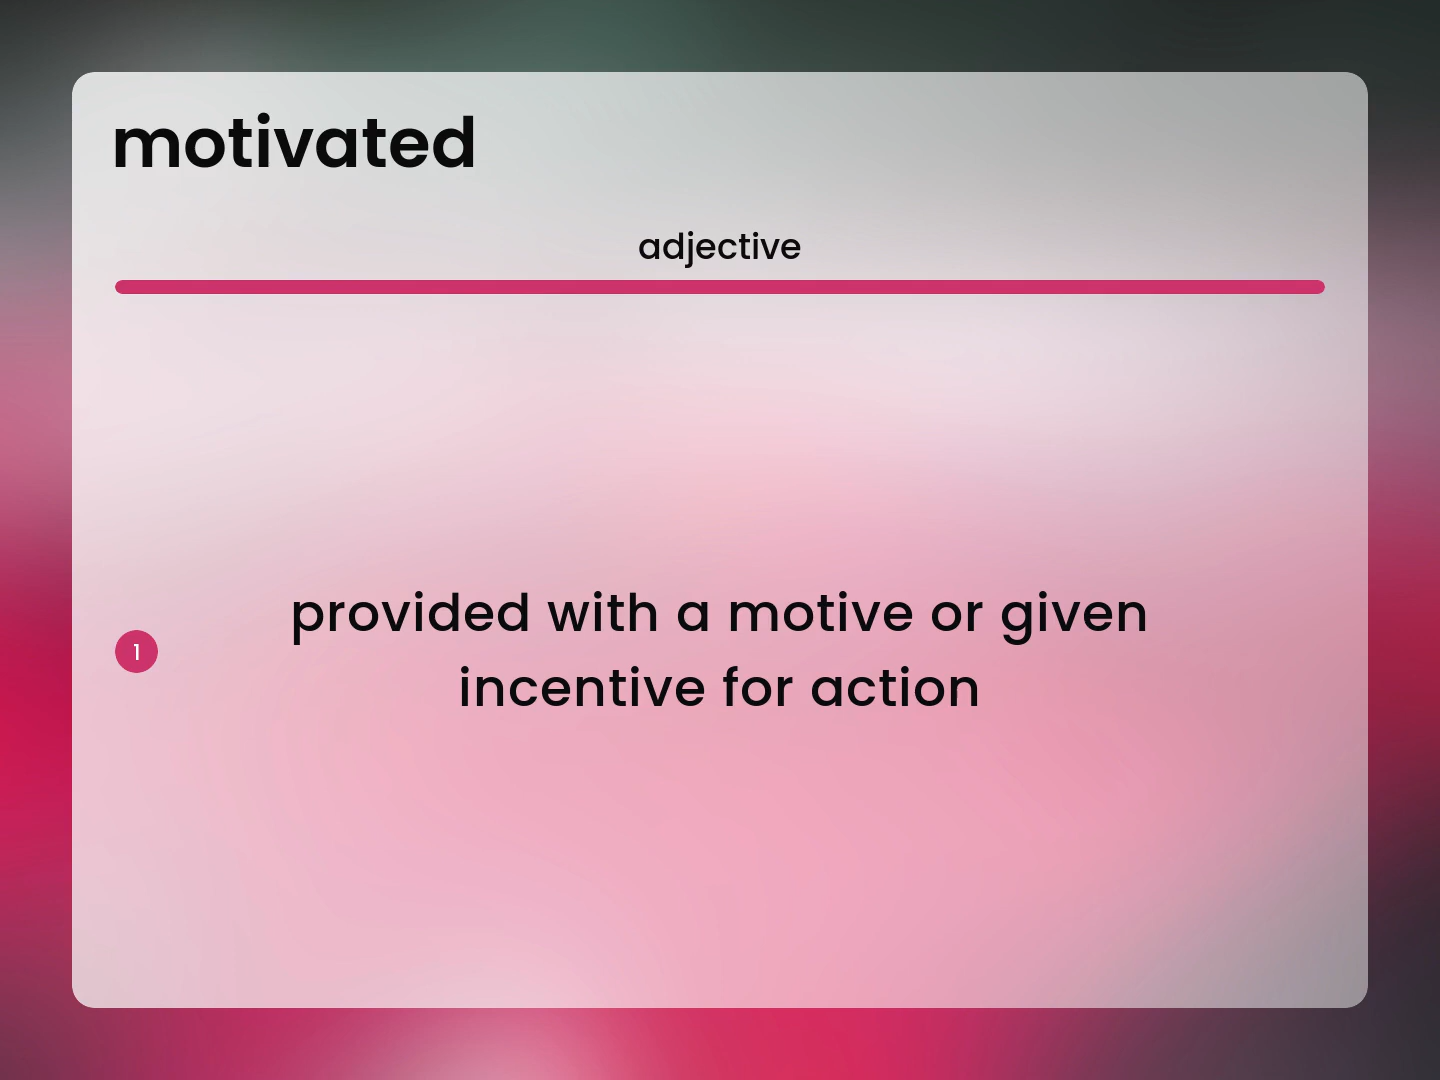 motivated
adjective
1
provided with a motive or given
incentive for action